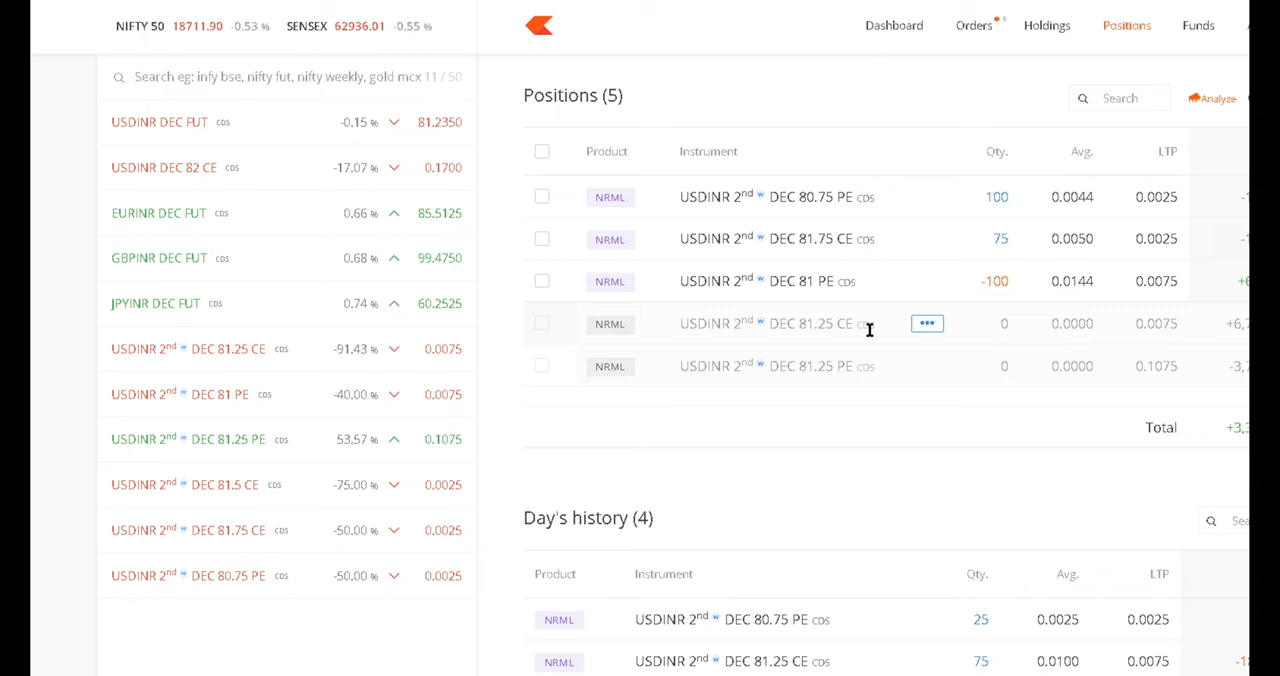 NIFTY 50 18711.90 -0.53 % SENSEX 62936.01 -0.55 %
Dashboard Orders 6 Holdings Positions Funds
Search eg: infy bse, nifty fut, nifty weekly, gold mcx 11 / 50
USDINR DEC FUT CDS -0.15 % 81.2350
USDINR DEC 82 CE CDS -17.07 % 0.1700
EURINR DEC FUT CDS 0.66 % 85.5125
GBPINR DEC FUT CDS 0.68 % 99.4750
JPYINR DEC FUT CDS 0.74 % 60.2525
USDINR 2nd w DEC 81.25 CE CDS -91.43 % 0.0075
USDINR 2nd w DEC 81 PE CDS -40.00 % 0.0075
USDINR 2nd w DEC 81.25 PE CDS 53.57 % 0.1075
USDINR 2nd w DEC 81.5 CE CDS -75.00 % 0.0025
USDINR 2nd w DEC 81.75 CE CDS -50.00 % 0.0025
USDINR 2nd w DEC 80.75 PE CDS -50.00 % 0.0025
Positions (5)
Search Analyze
Product Instrument Qty. Avg. LTP
NRML USDINR 2nd w DEC 80.75 PE CDS 100 0.0044 0.0025 -1
NRML USDINR 2nd w DEC 81.75 CE CDS 75 0.0050 0.0025 -1
NRML USDINR 2nd w DEC 81 PE CDS -100 0.0144 0.0075 +6
NRML USDINR 2nd w DEC 81.25 CE 0 0.0000 0.0075 +6,7
NRML USDINR 2nd w DEC 81.25 PE CDS 0 0.0000 0.1075 -3,7
Total +3,3
Day's history (4)
Sea
Product Instrument Qty. Avg. LTP
NRML USDINR 2nd w DEC 80.75 PE CDS 25 0.0025 0.0025
NRML USDINR 2nd w DEC 81.25 CE CDS 75 0.0100 0.0075 -18